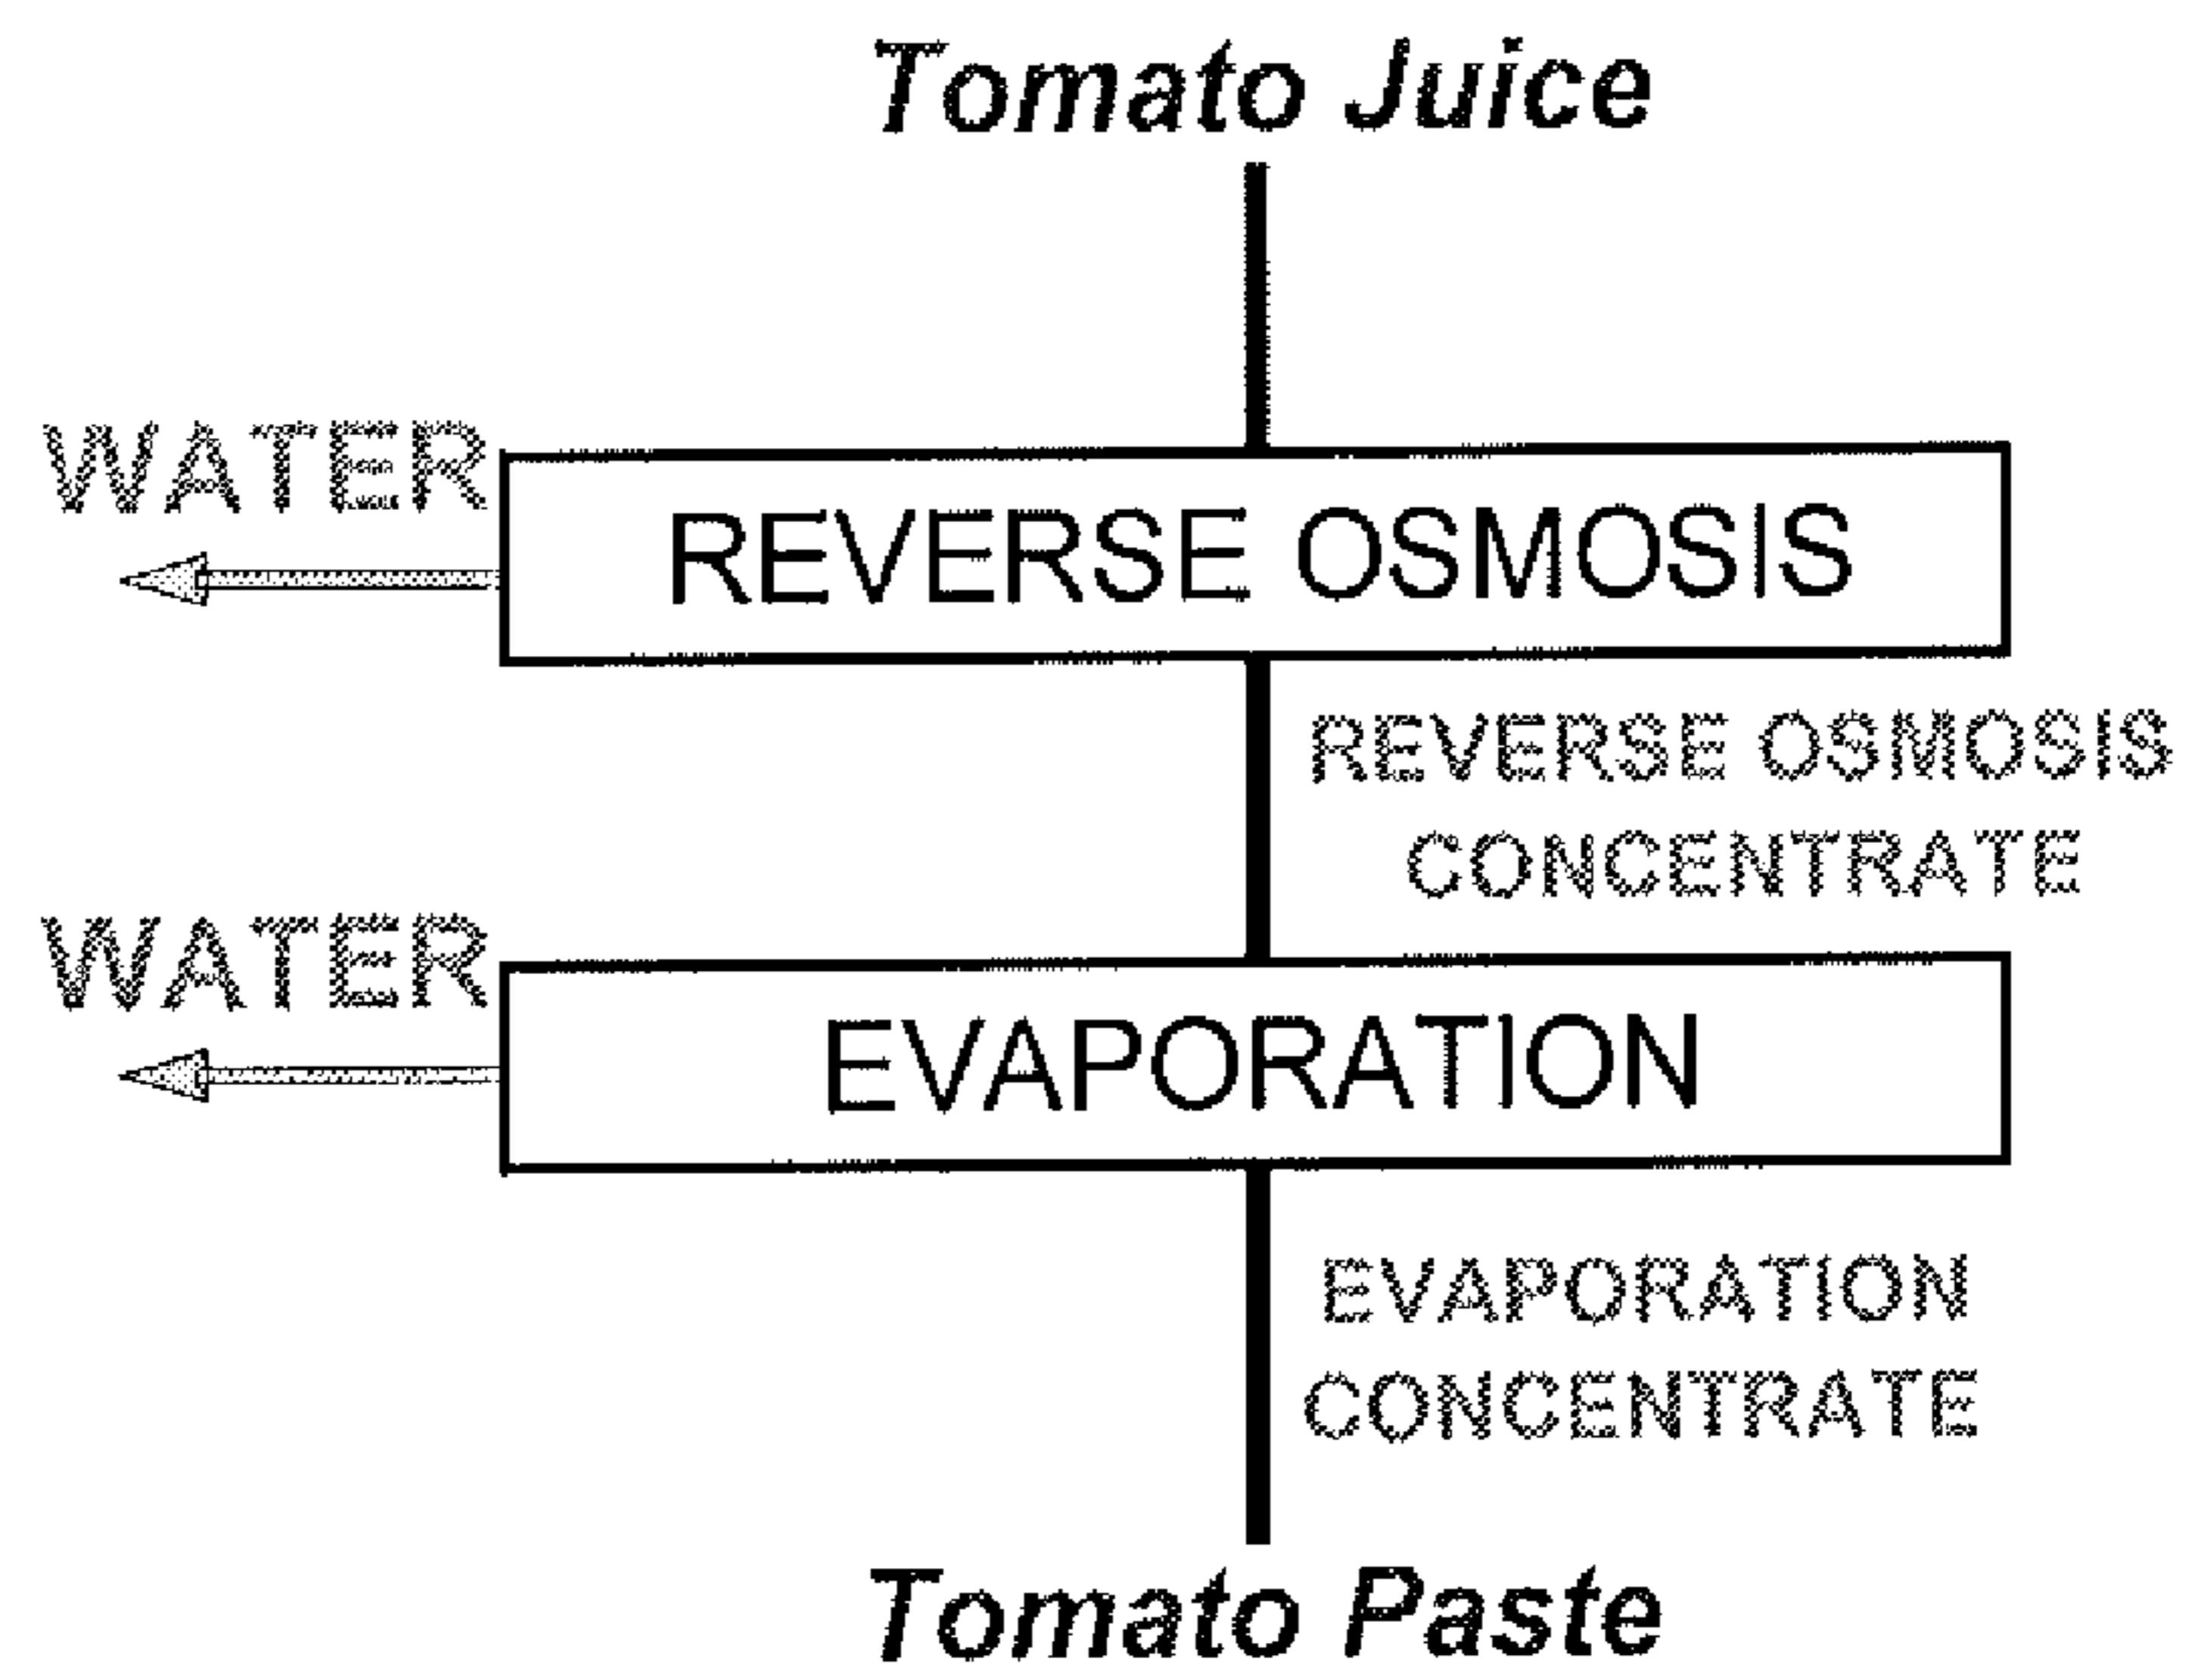 Tomato Juice
WATER
REVERSE OSMOSIS
REVERSE OSMOSIS
CONCENTRATE
WATER
EVAPORATION
EVAPORATION
CONCENTRATE
Tomato Paste